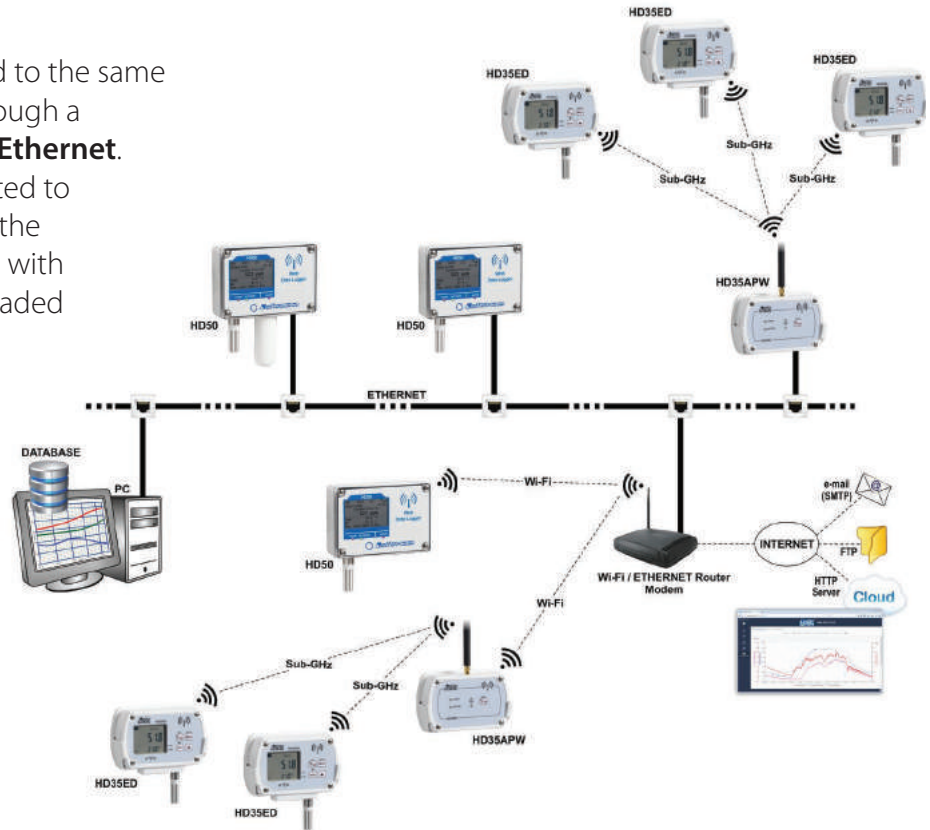 d to the same
ough a
Ethernet.
ted to
the
with
aded
HD35ED
HD35ED
HD35ED
Sub-GHz
Sub-GHz
Sub-GHz
HD35APW
HD50
HD50
ETHERNET
DATABASE
PC
HD50
Wi-Fi
Wi-Fi
Wi-Fi / ETHERNET Router
Modem
INTERNET
e-mail
(SMTP)
FTP
HTTP
Server
Cloud
Sub-GHz
Sub-GHz
HD35APW
HD35ED
HD35ED